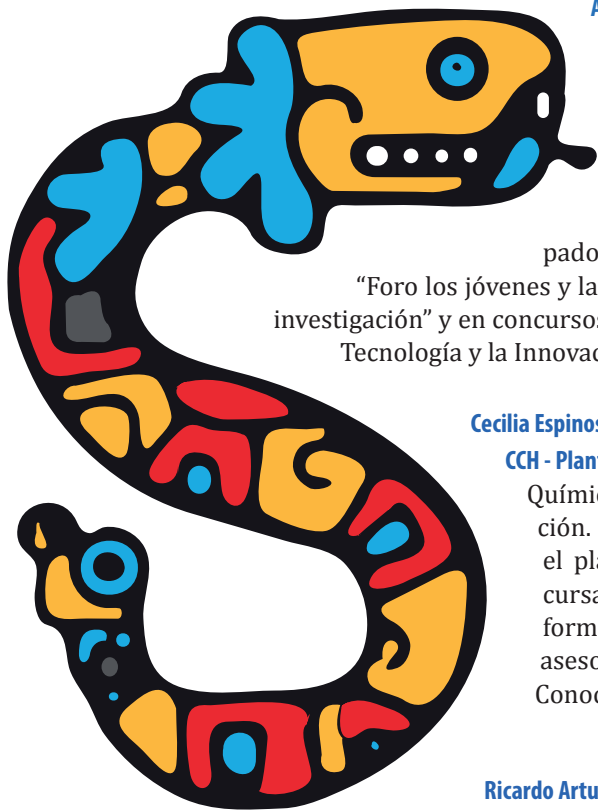 A
pado
“Foro los jóvenes y la
investigación” y en concursos
Tecnología y la Innovac
Cecilia Espinos
CCH - Plant
Químic
ción.
el pla
cursa
form
aseso
Conoc
Ricardo Artu